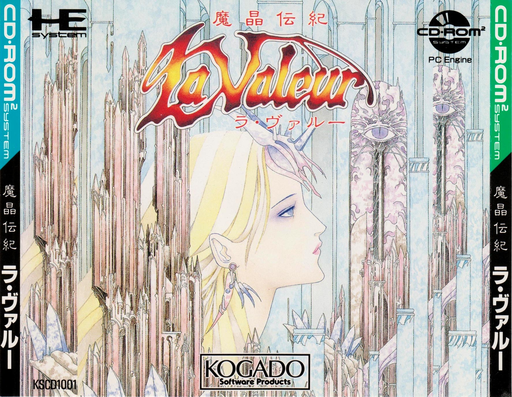 CD-ROM² SYSTEM
魔晶伝紀
ラ・ヴァルー
HE system
魔晶伝紀
La Valeur
ラ・ヴァルー
CD-ROM² SYSTEM
PC Engine
KOGADO
Software Products
KSCD1001
CD-ROM² SYSTEM
魔晶伝紀
ラ・ヴァルー